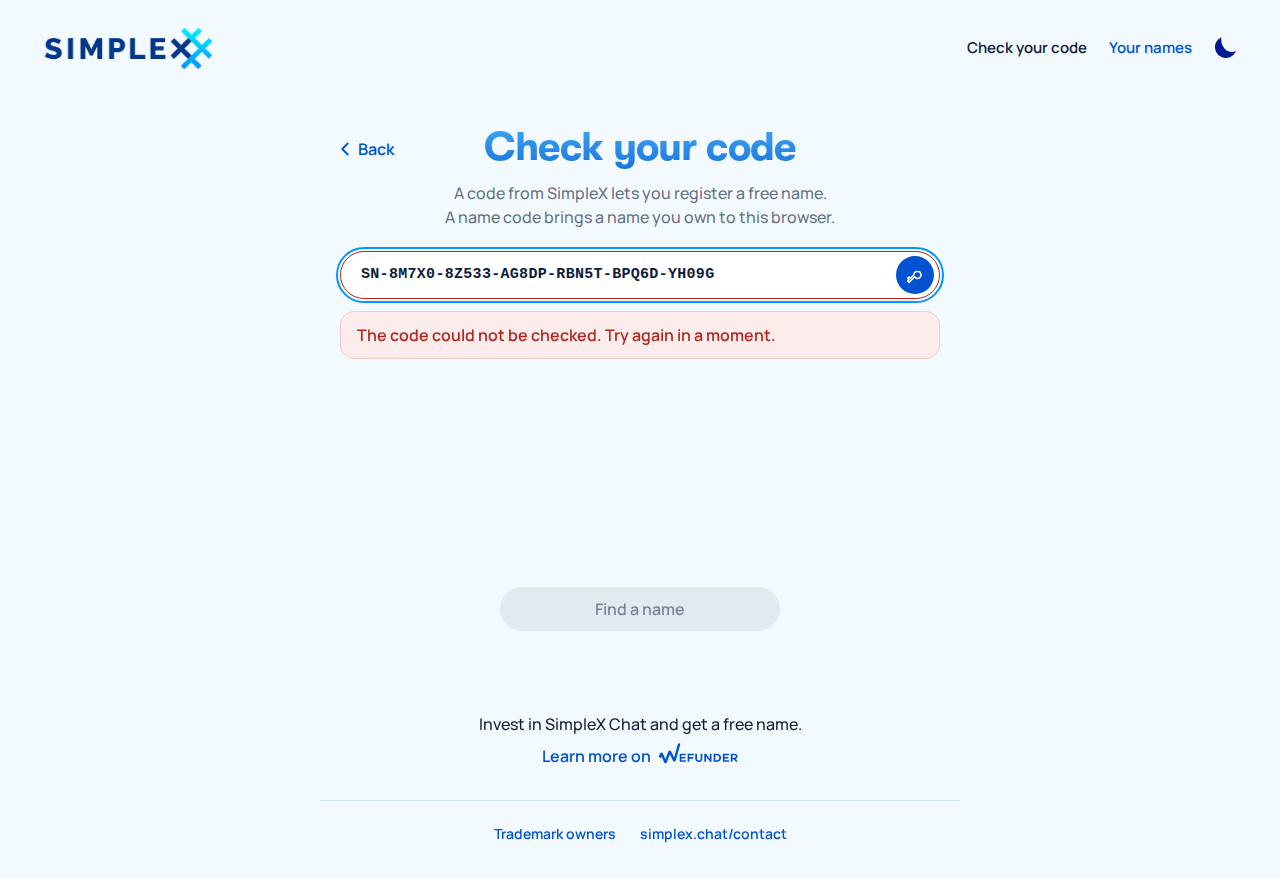 SIMPLEX
Check your code
Your names
Back
Check your code
A code from SimpleX lets you register a free name.
A name code brings a name you own to this browser.
SN-8M7X0-8Z533-AG8DP-RBN5T-BPQ6D-YH09G
The code could not be checked. Try again in a moment.
Find a name
Invest in SimpleX Chat and get a free name.
Learn more on WEFUNDER
Trademark owners
simplex.chat/contact